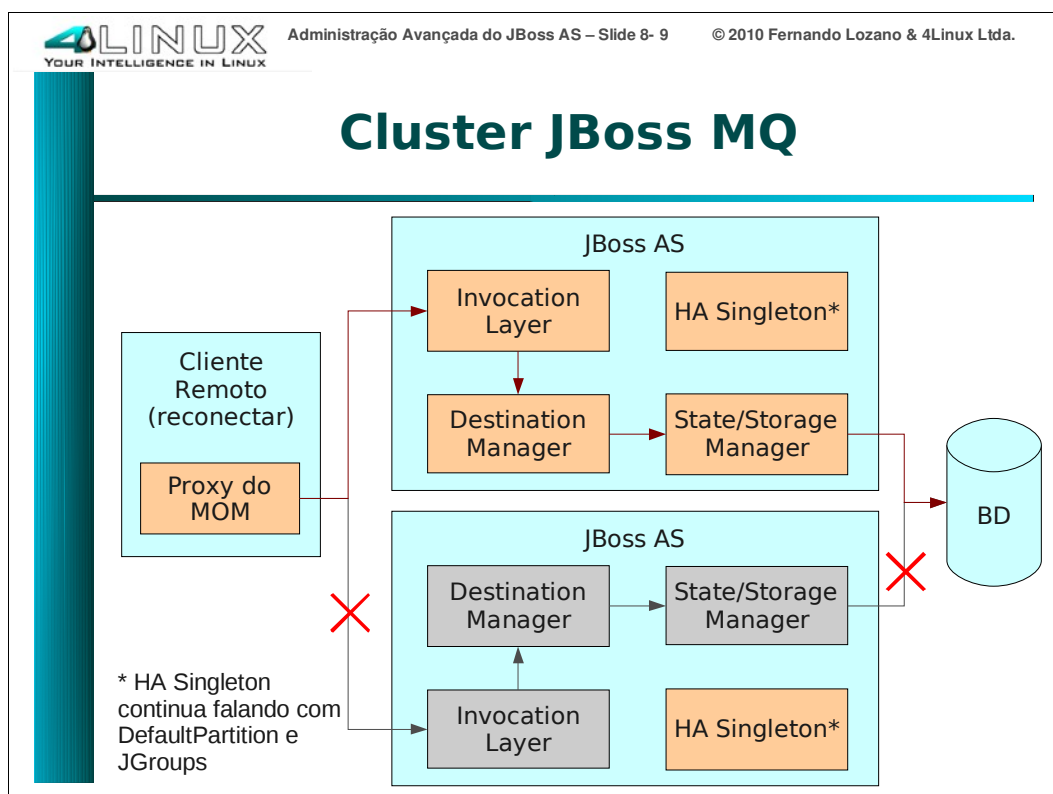 4LINUX
YOUR INTELLIGENCE IN LINUX
Administração Avançada do JBoss AS – Slide 8- 9
© 2010 Fernando Lozano & 4Linux Ltda.
Cluster JBoss MQ
JBoss AS
Invocation
Layer
HA Singleton*
Destination
Manager
State/Storage
Manager
Cliente
Remoto
(reconectar)
Proxy do
MOM
BD
JBoss AS
Destination
Manager
State/Storage
Manager
Invocation
Layer
HA Singleton*
* HA Singleton
continua falando com
DefaultPartition e
JGroups